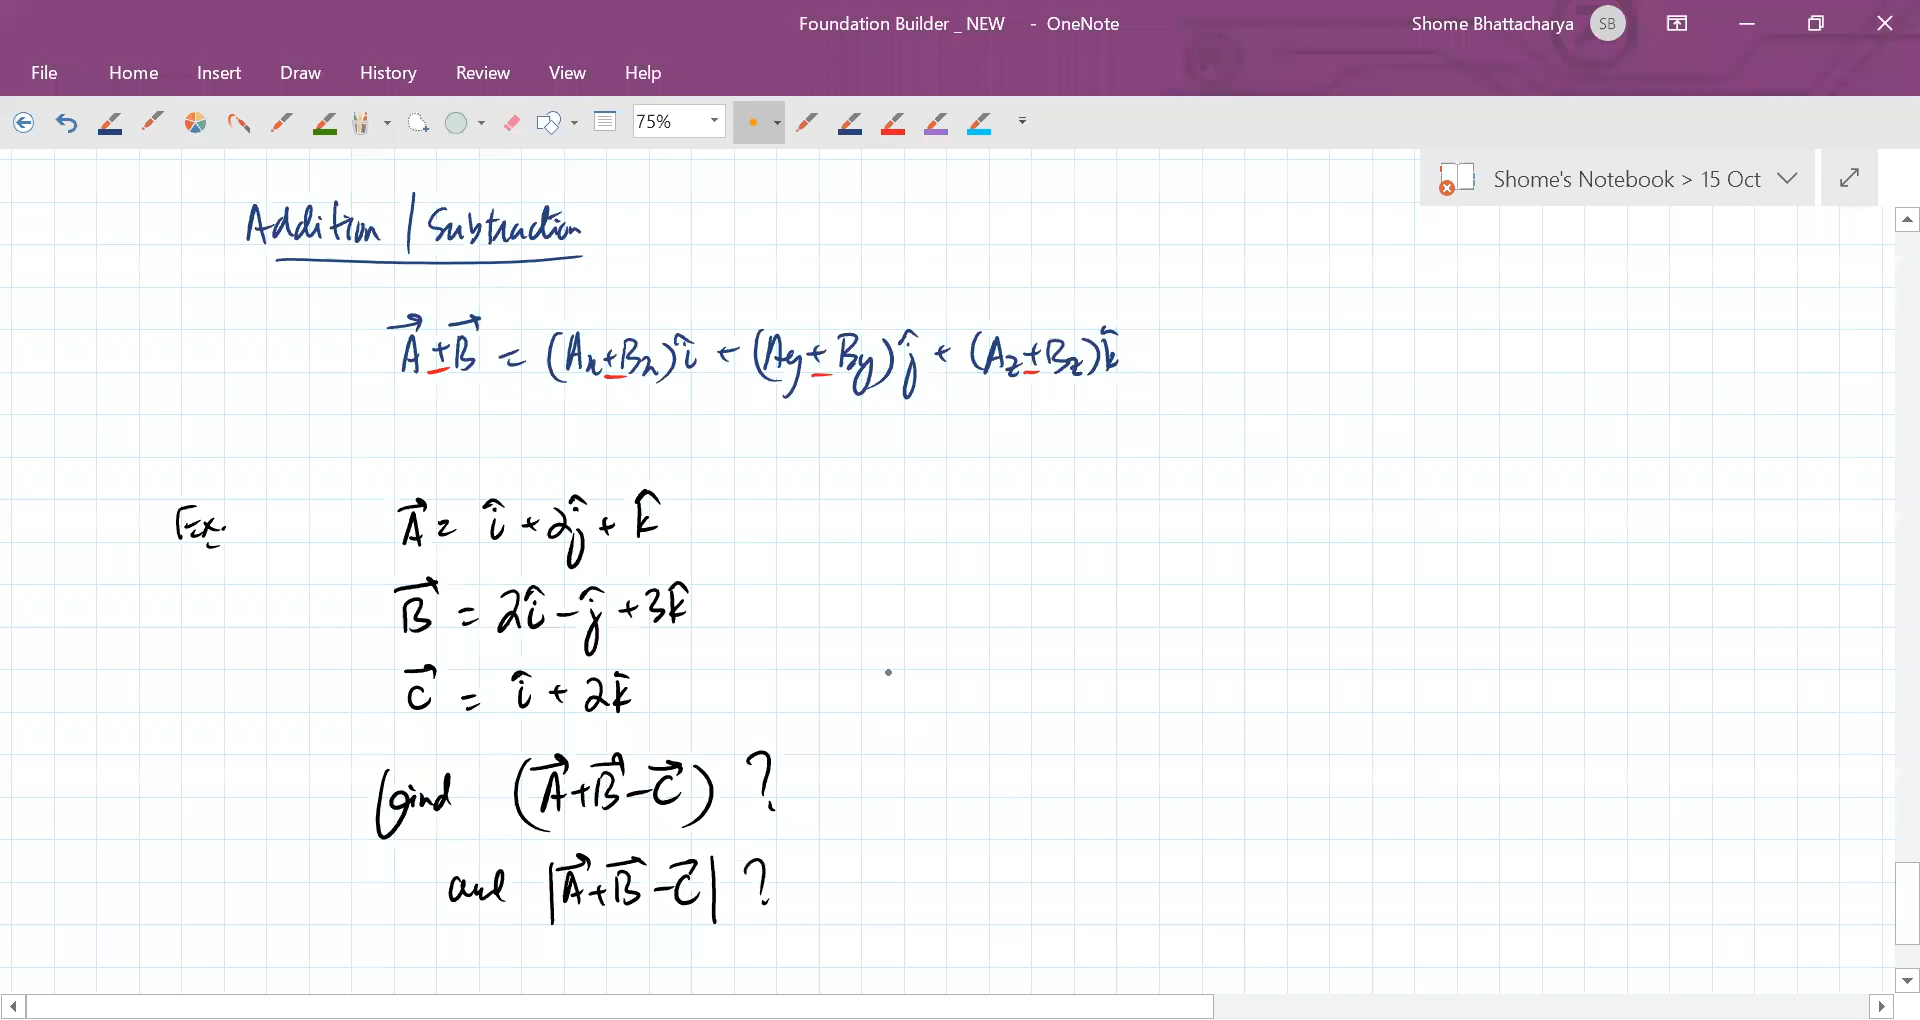 Foundation Builder _ NEW - OneNote
Shome Bhattacharya SB
File Home Insert Draw History Review View Help
75%
Shome's Notebook > 15 Oct
Addition | Subtraction
A⃗ ± B⃗ = (Ax ± Bx)î + (Ay ± By)ĵ + (Az ± Bz)k̂
Ex. A⃗ = î + 2ĵ + k̂
B⃗ = 2î - ĵ + 3k̂
C⃗ = î + 2k̂
find (A⃗ + B⃗ - C⃗) ?
and |A⃗ + B⃗ - C⃗| ?